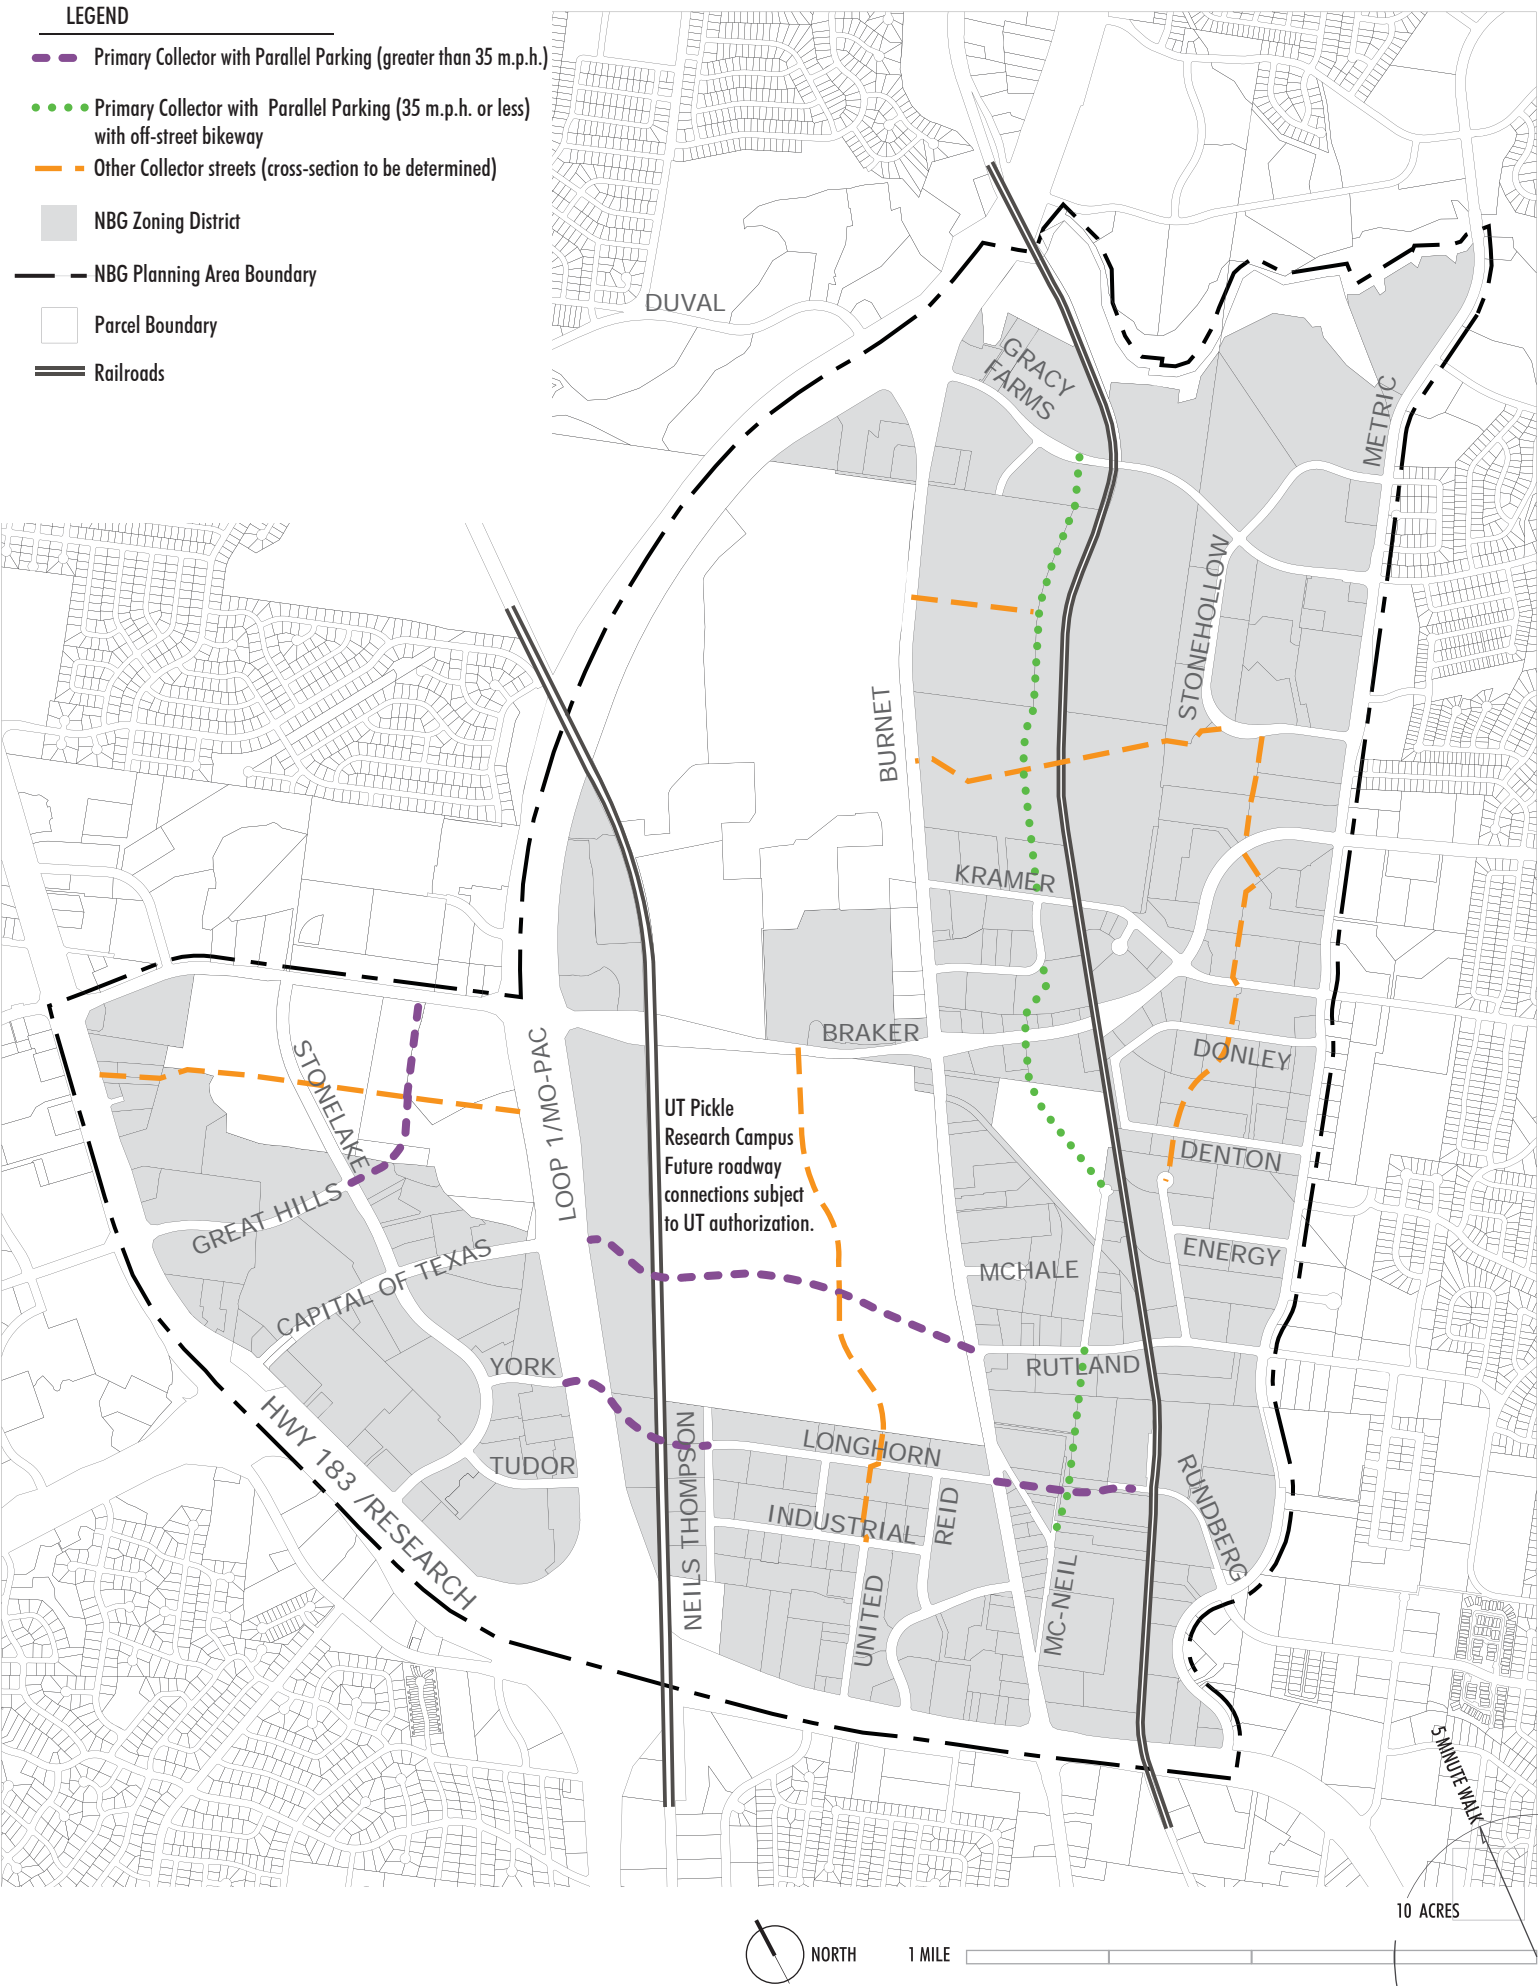 LEGEND
Primary Collector with Parallel Parking (greater than 35 m.p.h.)
Primary Collector with Parallel Parking (35 m.p.h. or less)
with off-street bikeway
Other Collector streets (cross-section to be determined)
NBG Zoning District
NBG Planning Area Boundary
Parcel Boundary
Railroads
DUVAL
GRACY
FARMS
METRIC
STONEHOLLOW
BURNET
KRAMER
BRAKER
DONLEY
STONELAKE
LOOP 1/MO-PAC
UT Pickle
Research Campus
Future roadway
connections subject
to UT authorization.
DENTON
GREAT HILLS
ENERGY
CAPITAL OF TEXAS
MCHALE
YORK
RUTLAND
HWY 183 /RESEARCH
TUDOR
NEILS THOMPSON
LONGHORN
INDUSTRIAL
REID
RUNDBERG
UNITED
MC-NEIL
5 MINUTE WALK
10 ACRES
NORTH
1 MILE